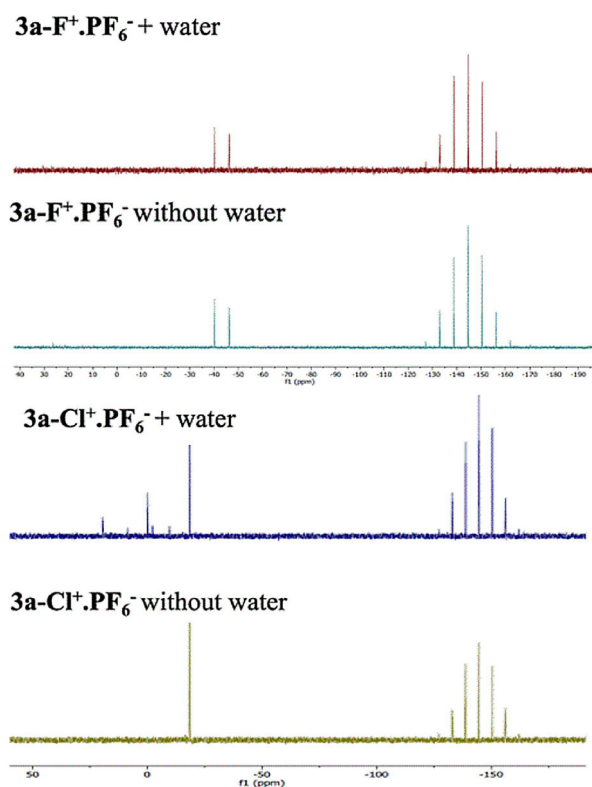 3a-F⁺.PF₆⁻ + water
3a-F⁺.PF₆⁻ without water
40 30 20 10 0 -10 -20 -30 -40 -50 -60 -70 -80 -90 -100 -110 -120 -130 -140 -150 -160 -170 -180 -190
f1 (ppm)
3a-Cl⁺.PF₆⁻ + water
3a-Cl⁺.PF₆⁻ without water
50 0 -50 -100 -150
f1 (ppm)